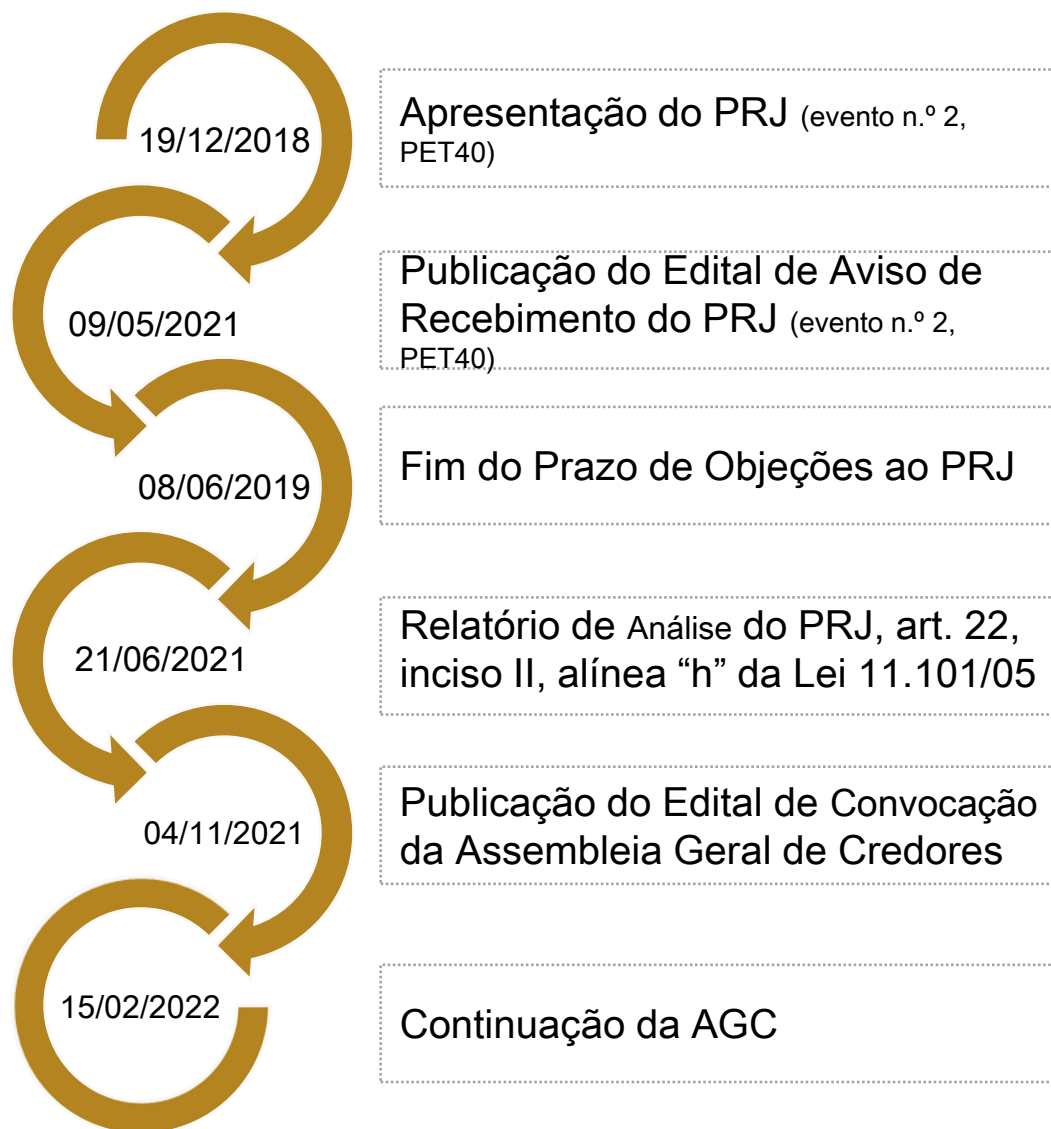 19/12/2018
Apresentação do PRJ (evento n.º 2,
PET40)
09/05/2021
Publicação do Edital de Aviso de
Recebimento do PRJ (evento n.º 2,
PET40)
08/06/2019
Fim do Prazo de Objeções ao PRJ
21/06/2021
Relatório de Análise do PRJ, art. 22,
inciso II, alínea “h” da Lei 11.101/05
04/11/2021
Publicação do Edital de Convocação
da Assembleia Geral de Credores
15/02/2022
Continuação da AGC